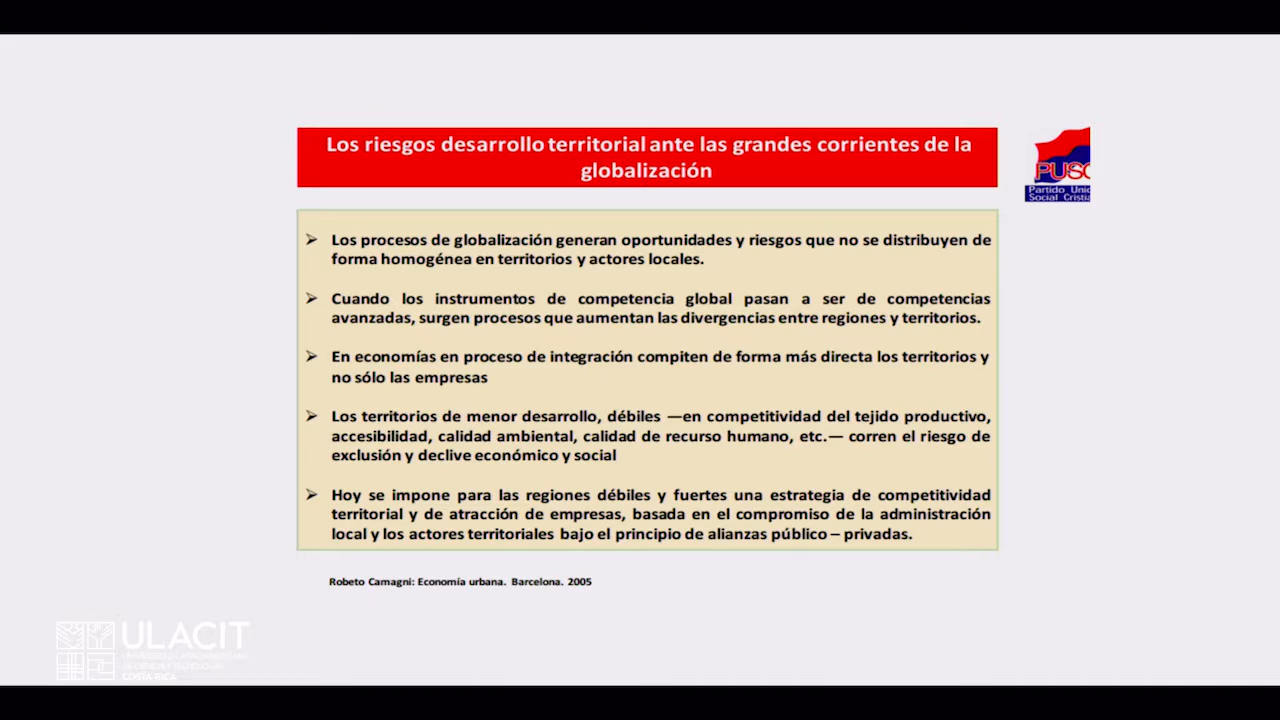 Los riesgos desarrollo territorial ante las grandes corrientes de la
globalización
PUSC
Partido Unid
Social Cristia
Los procesos de globalización generan oportunidades y riesgos que no se distribuyen de
forma homogénea en territorios y actores locales.
Cuando los instrumentos de competencia global pasan a ser de competencias
avanzadas, surgen procesos que aumentan las divergencias entre regiones y territorios.
En economías en proceso de integración compiten de forma más directa los territorios y
no sólo las empresas
Los territorios de menor desarrollo, débiles —en competitividad del tejido productivo,
accesibilidad, calidad ambiental, calidad de recurso humano, etc.— corren el riesgo de
exclusión y declive económico y social
Hoy se impone para las regiones débiles y fuertes una estrategia de competitividad
territorial y de atracción de empresas, basada en el compromiso de la administración
local y los actores territoriales bajo el principio de alianzas público – privadas.
Robeto Camagni: Economía urbana. Barcelona. 2005
ULACIT
COSTA RICA